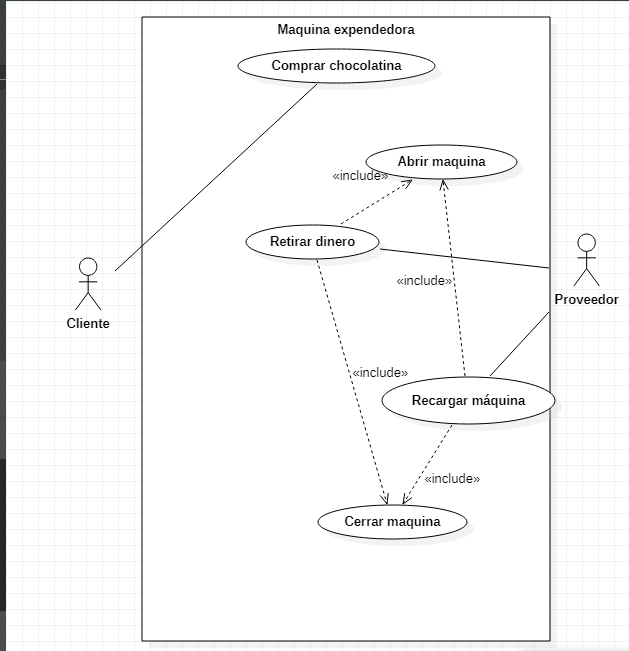 Maquina expendedora
Comprar chocolatina
Abrir maquina
«include»
Retirar dinero
«include»
Proveedor
Cliente
«include»
Recargar máquina
«include»
Cerrar maquina